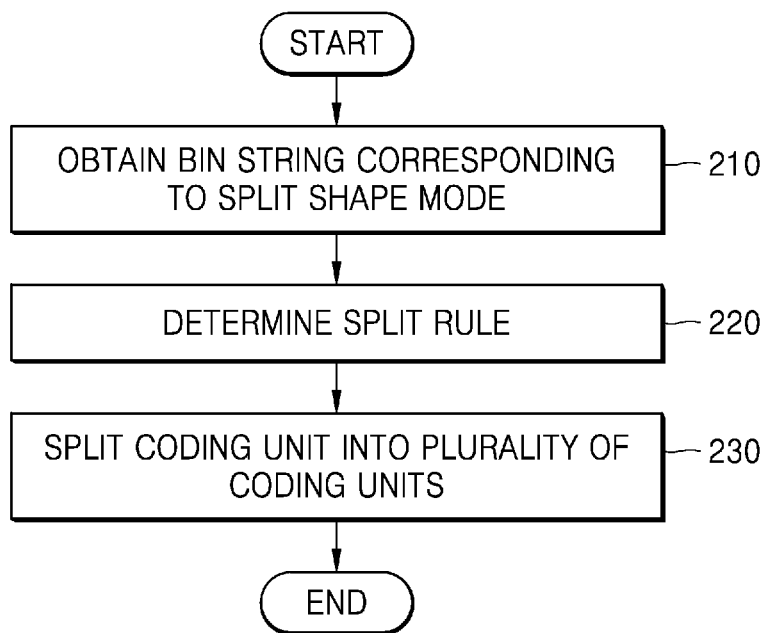 START
OBTAIN BIN STRING CORRESPONDING
TO SPLIT SHAPE MODE
210
DETERMINE SPLIT RULE
220
SPLIT CODING UNIT INTO PLURALITY OF
CODING UNITS
230
END